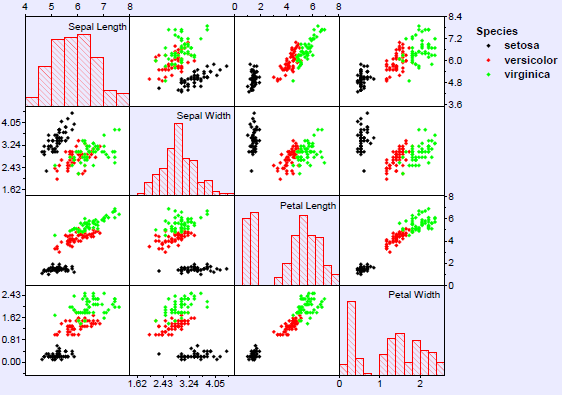 4 5 6 7 8 0 2 4 6 8
Sepal Length
8.4
7.2
6.0
4.8
3.6
Species
setosa
versicolor
virginica
Sepal Width
4.05
3.24
2.43
1.62
Petal Length
8
6
4
2
0
Petal Width
2.43
1.62
0.81
0.00
1.62 2.43 3.24 4.05 0 1 2